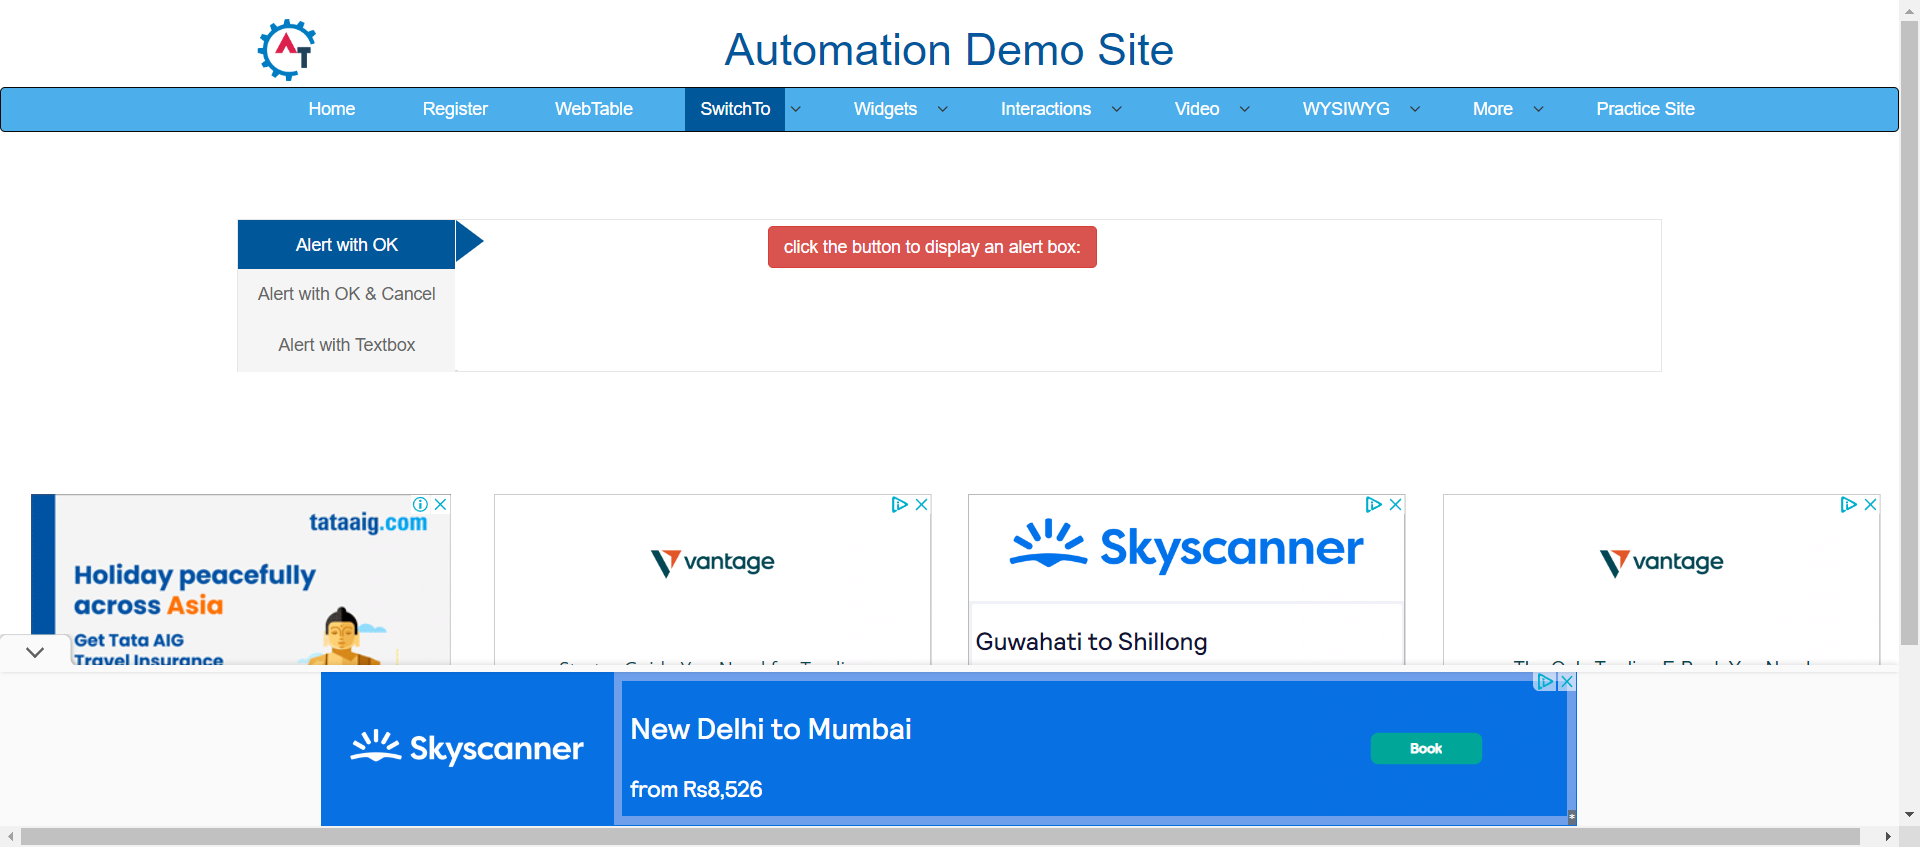 AT
Automation Demo Site
Home Register WebTable SwitchTo Widgets Interactions Video WYSIWYG More Practice Site
Alert with OK
click the button to display an alert box:
Alert with OK & Cancel
Alert with Textbox
tataaig.com
Holiday peacefully
across Asia
Get Tata AIG
Travel Insurance
vantage
Skyscanner
Guwahati to Shillong
vantage
Skyscanner
New Delhi to Mumbai
from Rs8,526
Book